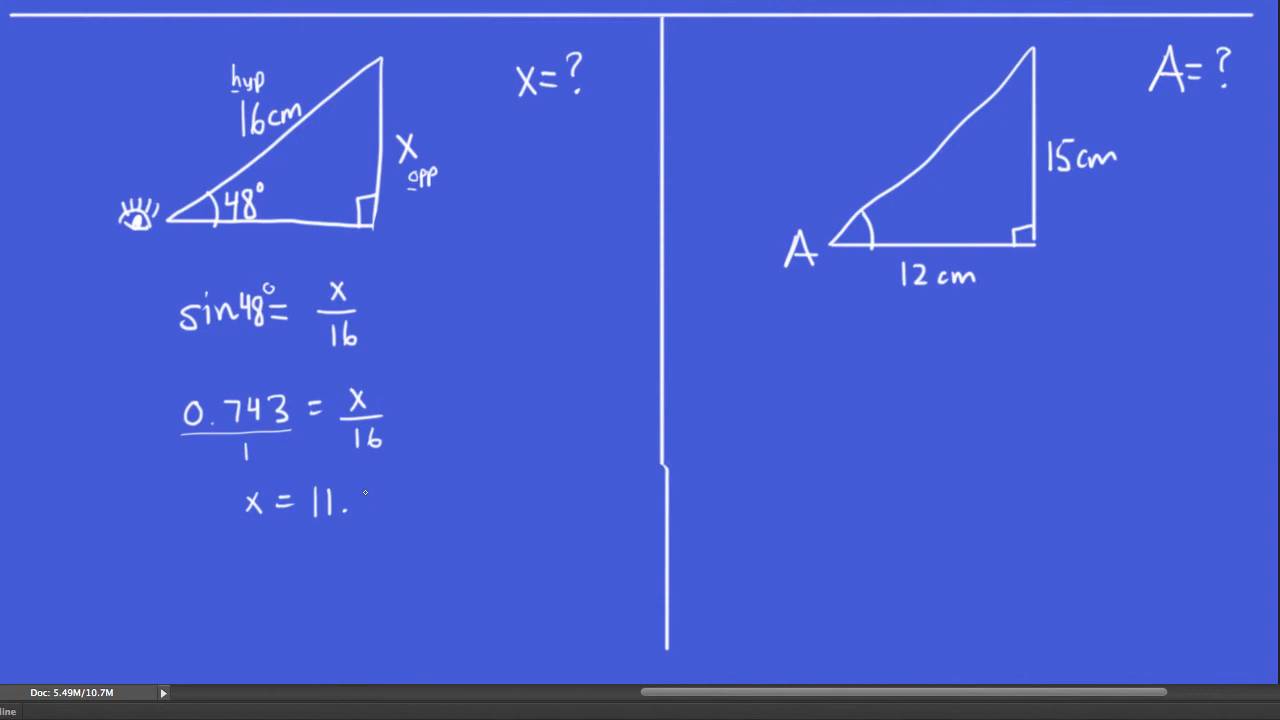 hyp
16cm
x
opp
48°
x=?
sin48°= x/16
0.743/1 = x/16
x = 11.
A=?
15cm
A
12 cm
Doc: 5.49M/10.7M
line